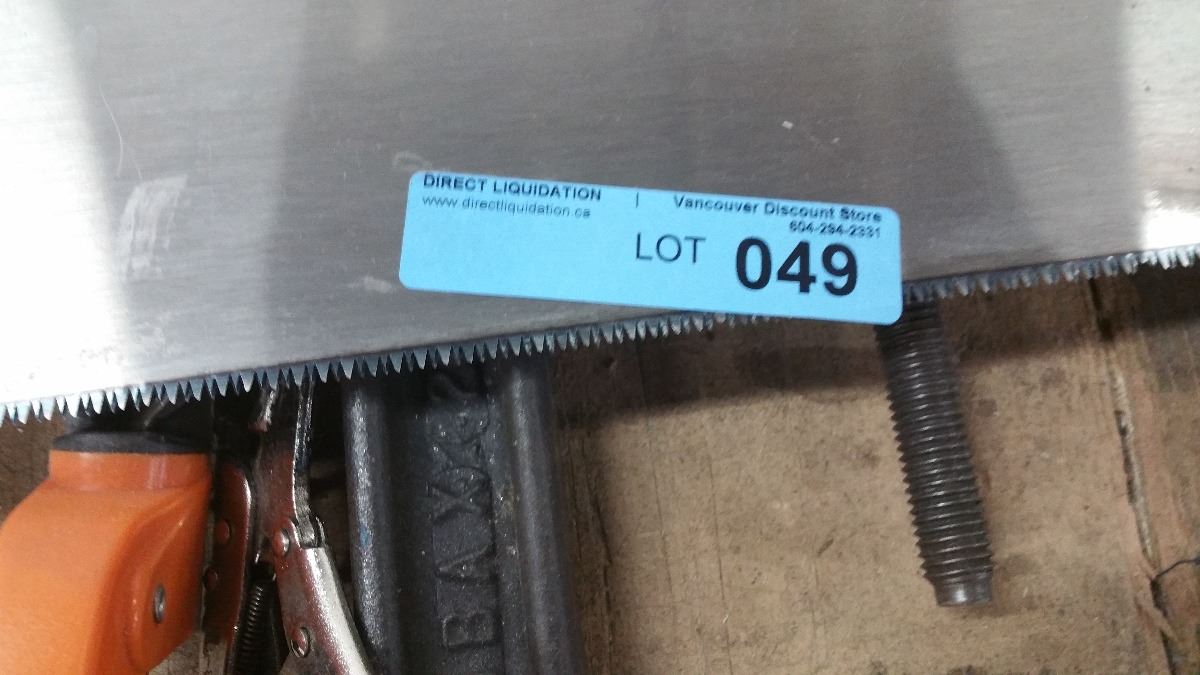 DIRECT LIQUIDATION | Vancouver Discount Store
www.directliquidation.ca
604-294-2331
LOT 049